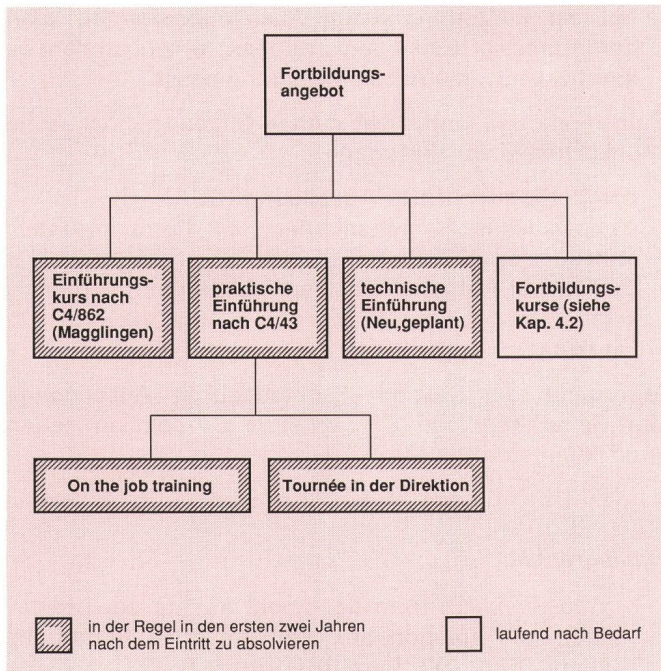 Fortbildungs-
angebot
Einführungs-
kurs nach
C4/862
(Magglingen)
praktische
Einführung
nach C4/43
technische
Einführung
(Neu,geplant)
Fortbildungs-
kurse (siehe
Kap. 4.2)
On the job training
Tournée in der Direktion
in der Regel in den ersten zwei Jahren
nach dem Eintritt zu absolvieren
laufend nach Bedarf